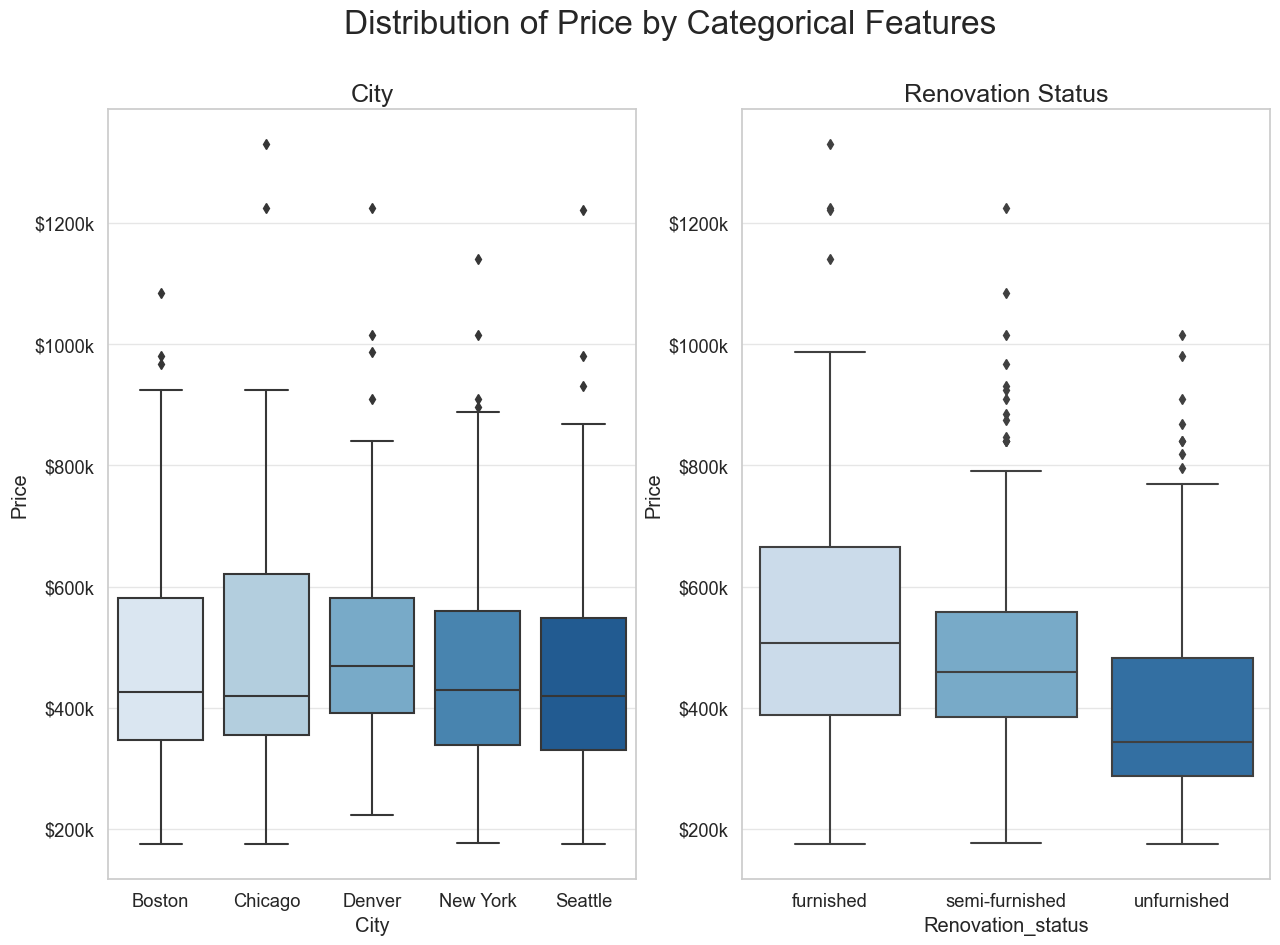 Distribution of Price by Categorical Features
City
$1200k
$1000k
$800k
$600k
$400k
$200k
Price
Boston Chicago Denver New York Seattle
City
Renovation Status
$1200k
$1000k
$800k
$600k
$400k
$200k
Price
furnished semi-furnished unfurnished
Renovation_status